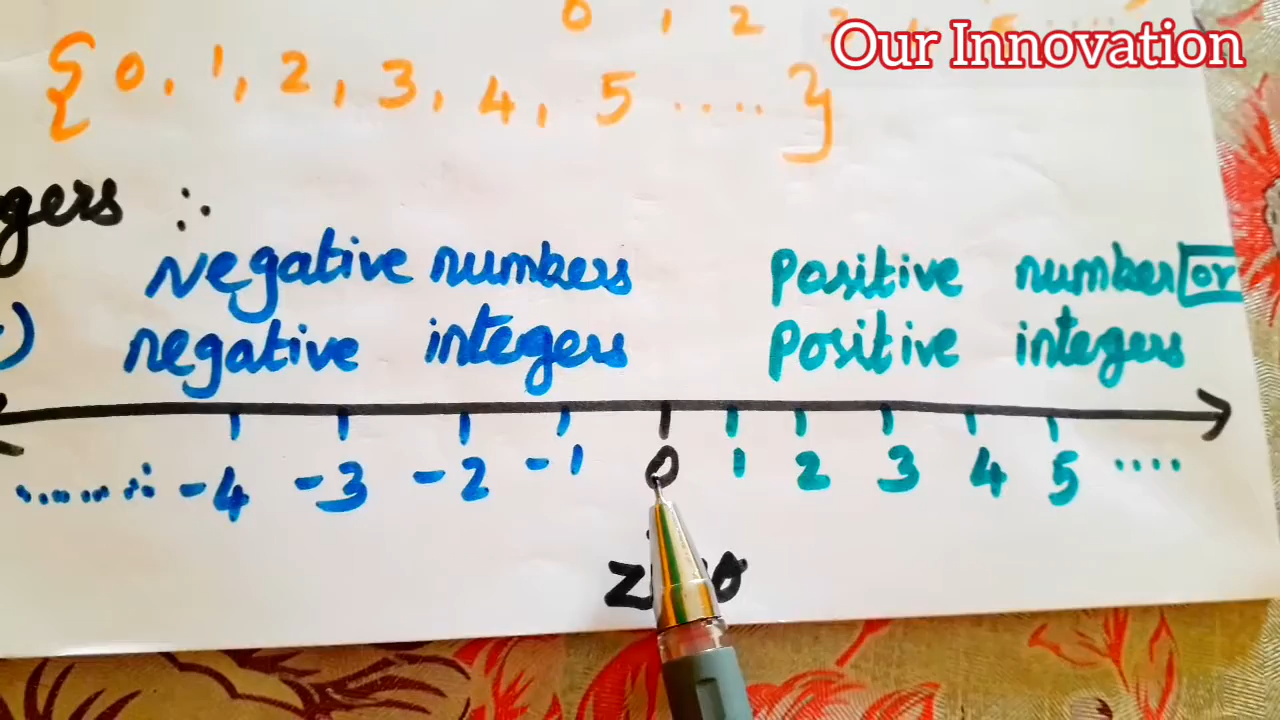 0 1 2
Our Innovation
{ 0, 1, 2, 3, 4, 5 ..... }
gers :
Negative numbers positive number or
negative integers positive integers
....... -4 -3 -2 -1 0 1 2 3 4 5 ....